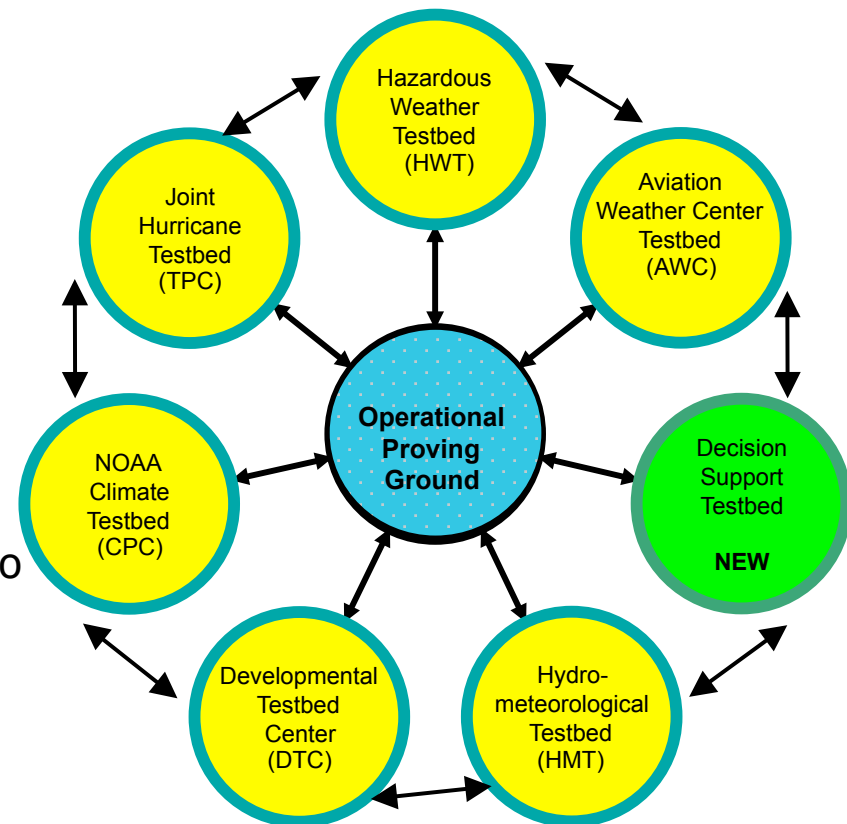 Hazardous
Weather
Testbed
(HWT)
Joint
Hurricane
Testbed
(TPC)
Aviation
Weather Center
Testbed
(AWC)
Operational
Proving
Ground
NOAA
Climate
Testbed
(CPC)
Decision
Support
Testbed
NEW
o
Developmental
Testbed
Center
(DTC)
Hydro-
meteorological
Testbed
(HMT)